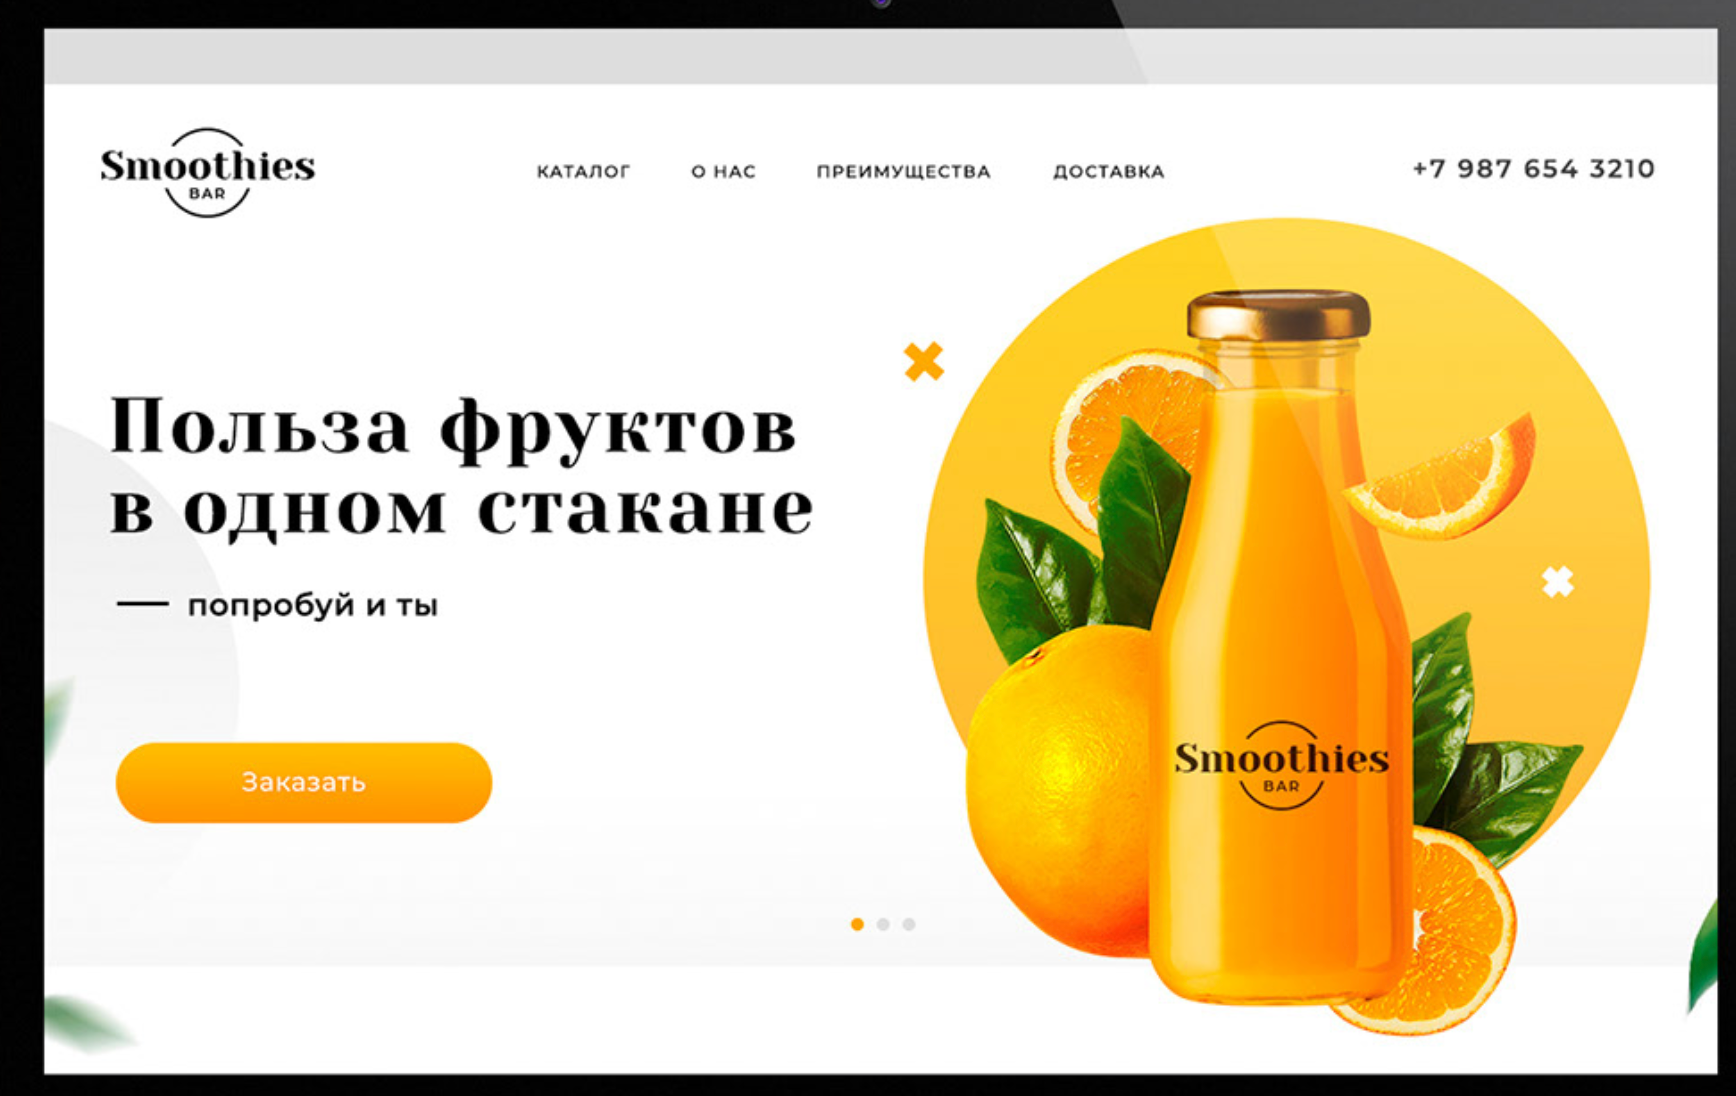 Smoothies
BAR
КАТАЛОГ
О НАС
ПРЕИМУЩЕСТВА
ДОСТАВКА
+7 987 654 3210
Польза фруктов
в одном стакане
— попробуй и ты
Заказать
Smoothies
BAR